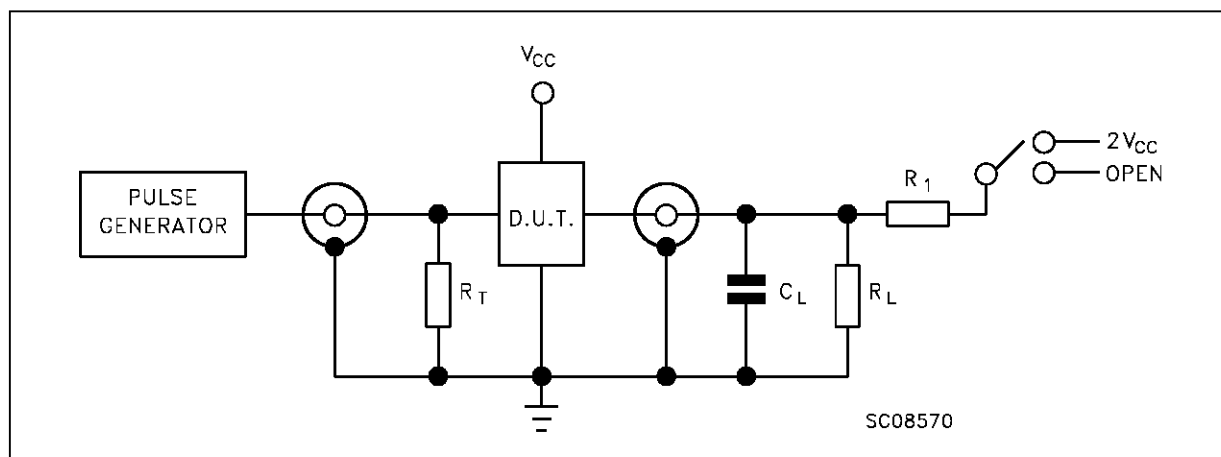 VCC
2VCC
OPEN
R1
PULSE
GENERATOR
D.U.T.
RT
CL
RL
SC08570